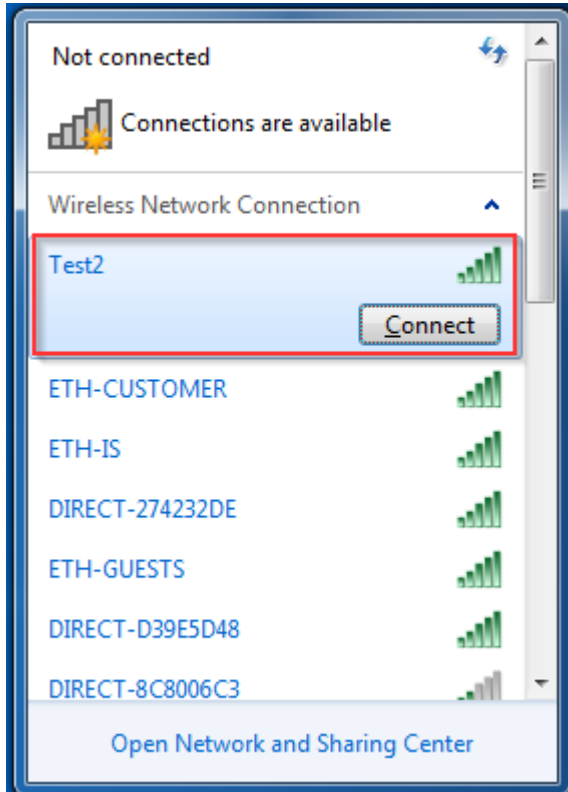 Not connected
Connections are available
Wireless Network Connection
Test2
Connect
ETH-CUSTOMER
ETH-IS
DIRECT-274232DE
ETH-GUESTS
DIRECT-D39E5D48
DIRECT-8C8006C3
Open Network and Sharing Center